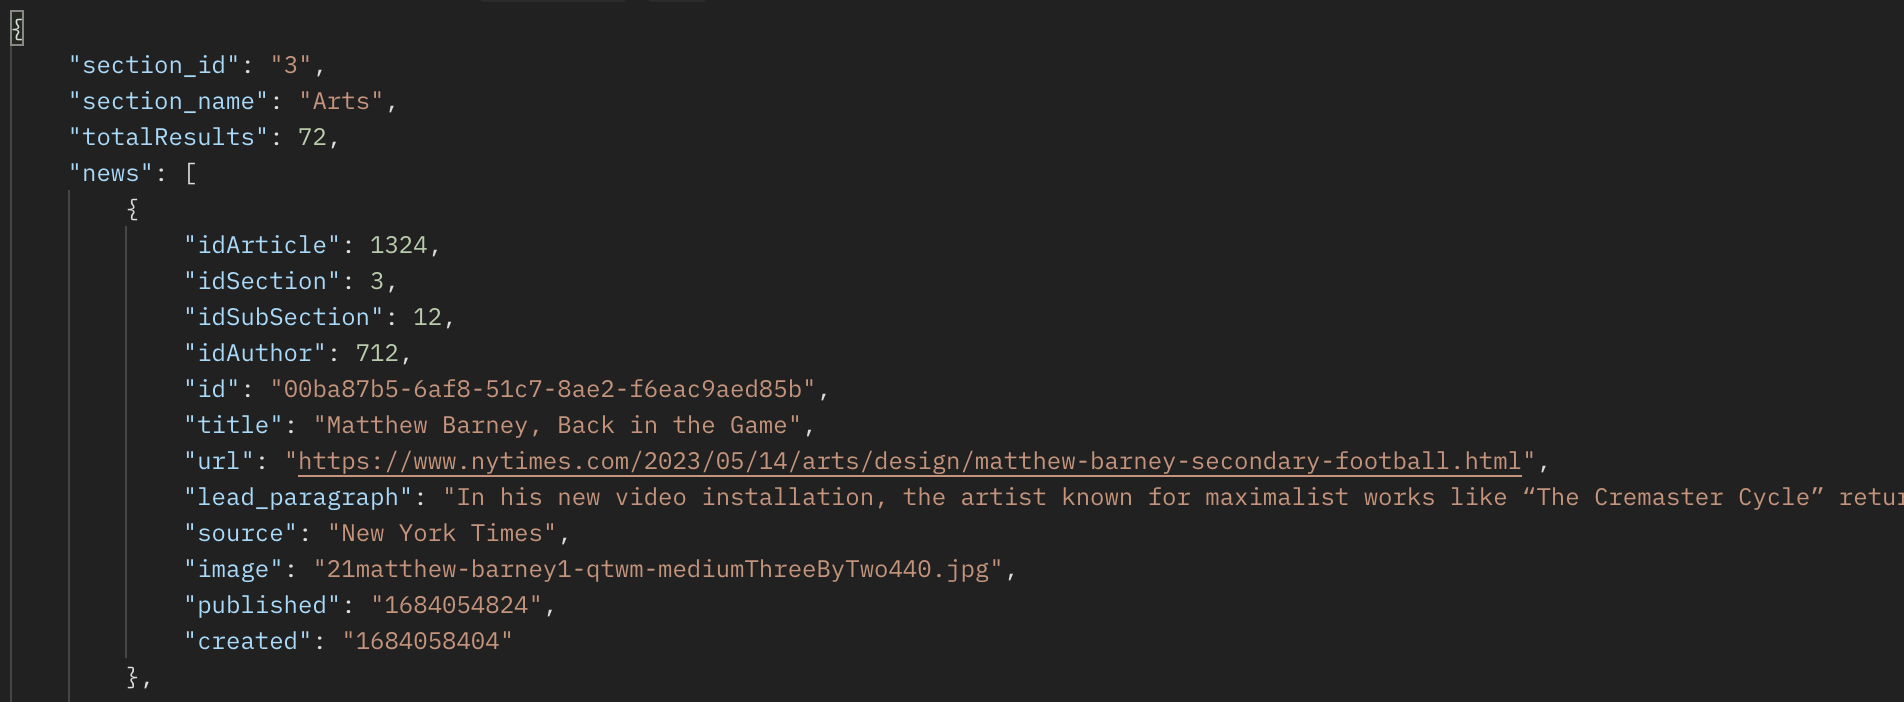 {
"section_id": "3",
"section_name": "Arts",
"totalResults": 72,
"news": [
{
"idArticle": 1324,
"idSection": 3,
"idSubSection": 12,
"idAuthor": 712,
"id": "00ba87b5-6af8-51c7-8ae2-f6eac9aed85b",
"title": "Matthew Barney, Back in the Game",
"url": "https://www.nytimes.com/2023/05/14/arts/design/matthew-barney-secondary-football.html",
"lead_paragraph": "In his new video installation, the artist known for maximalist works like “The Cremaster Cycle”
"source": "New York Times",
"image": "21matthew-barney1-qtwm-mediumThreeByTwo440.jpg",
"published": "1684054824",
"created": "1684058404"
},